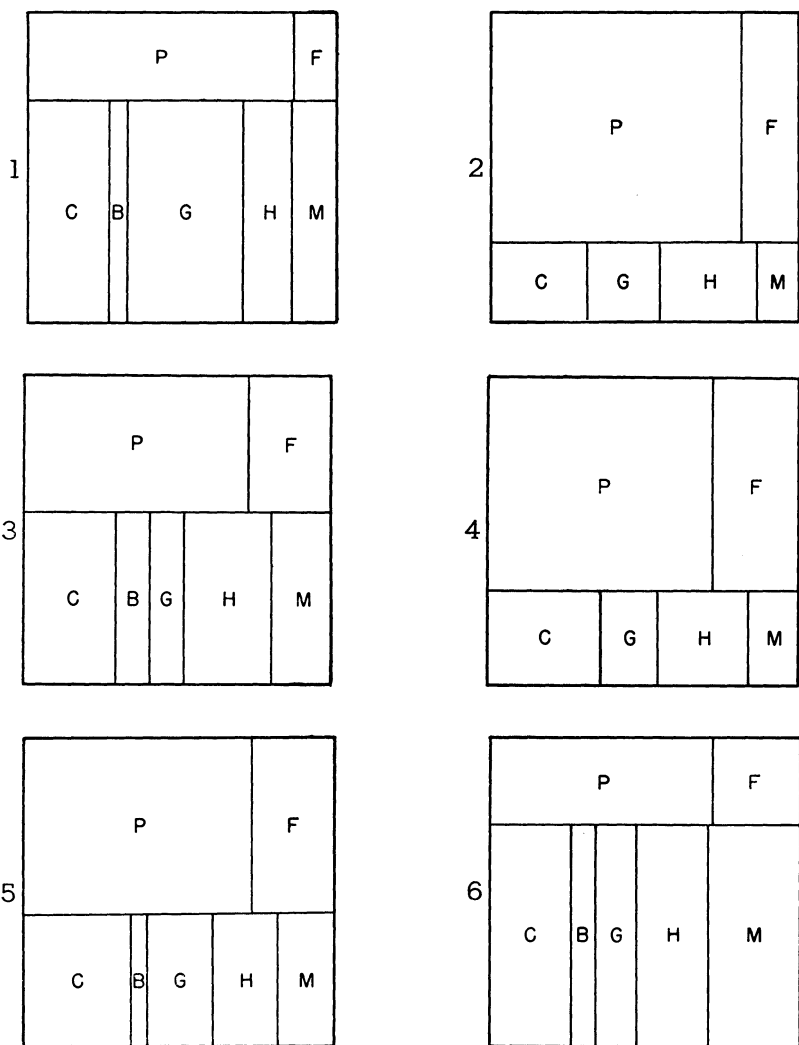 P F
1 C B G H M
P F
2 C G H M
P F
3 C B G H M
P F
4 C G H M
P F
5 C B G H M
P F
6 C B G H M